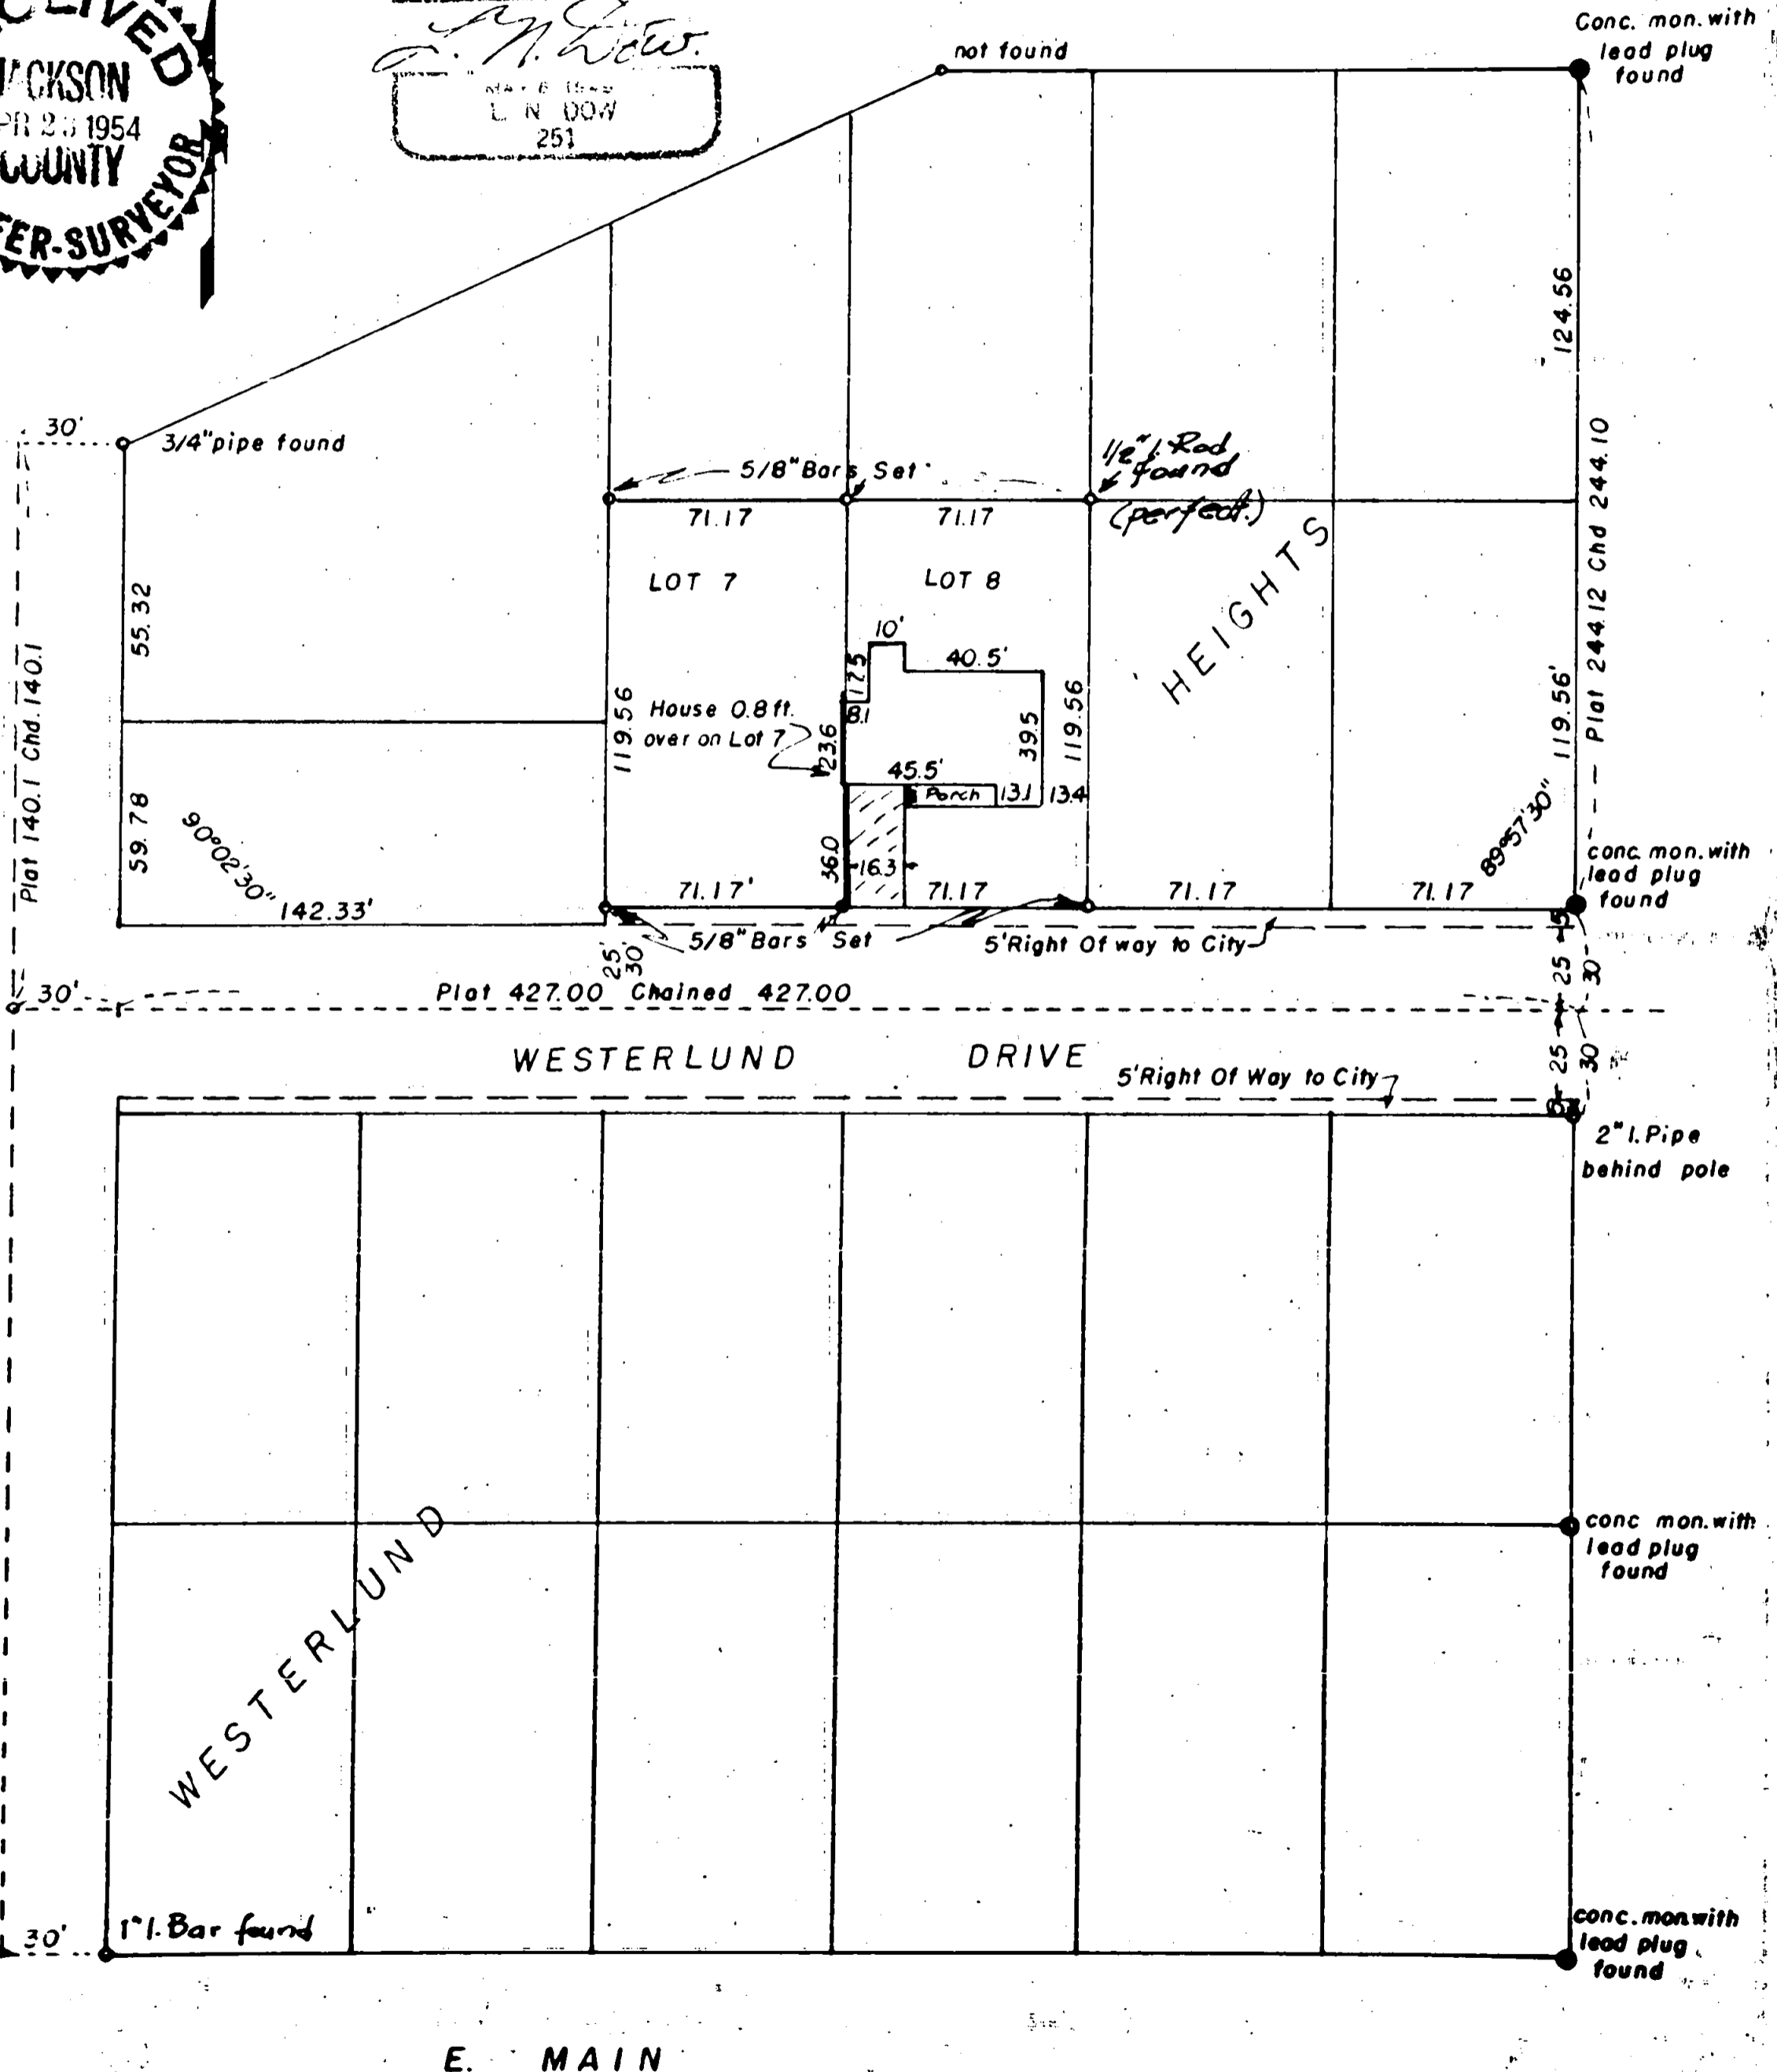 JACKSON
1954
COUNTY
SURVEYOR
L. N. Dow.
L N DOW
251
not found
Conc. mon. with
lead plug
found
30'
3/4" pipe found
5/8" Bars Set
1/2" I. Rod
found
(perfect.)
71.17
71.17
LOT 7
LOT 8
HEIGHTS
124.56
Plat 244.12 Chd 244.10
119.56'
55.32
59.78
Plat 140.1 Chd. 140.1
90°02'30"
142.33'
119.56
House 0.8 ft.
over on Lot 7
10'
17.5
8.1
40.5'
23.6
39.5
45.5'
Porch
13.1
13.4
119.56
36.0
16.3
71.17'
71.17
71.17
71.17
89°57'30"
conc. mon. with
lead plug
found
5/8" Bars Set
5' Right Of way to City
25'
30'
5
25
30
30'
Plat 427.00 Chained 427.00
WESTERLUND DRIVE
5' Right Of Way to City
25
30
5
2" I. Pipe
behind pole
conc mon. with
lead plug
found
WESTERLUND
1" I. Bar found
30'
conc. mon with
lead plug
found
E. MAIN